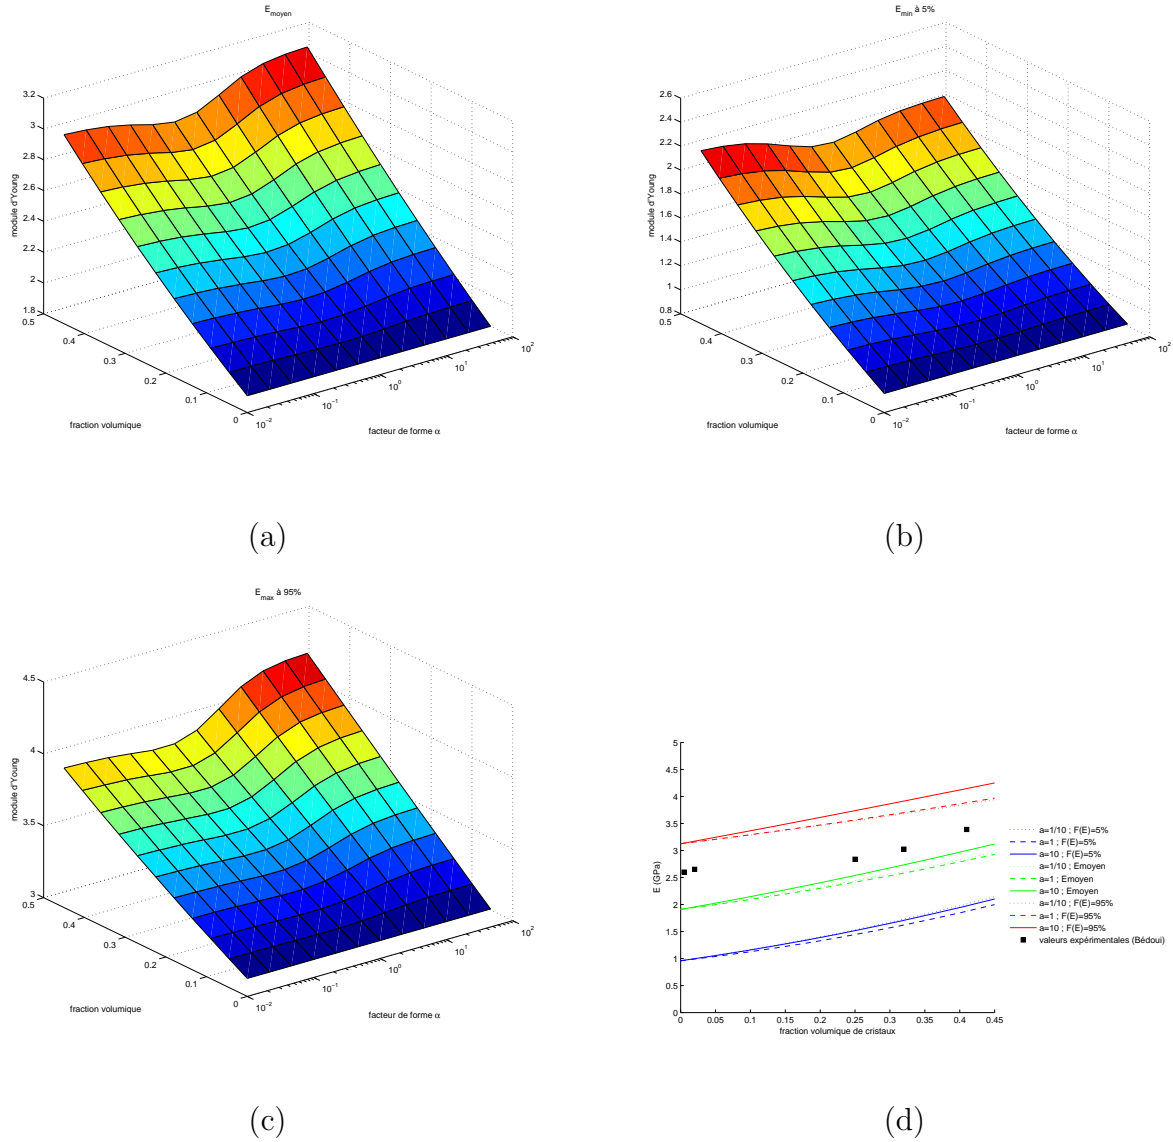 E_moyen
3.2
3
2.8
2.6
2.4
2.2
2
1.8
module d'Young
0.5
0.4
0.3
0.2
0.1
0
fraction volumique
10^-2
10^-1
10^0
10^1
10^2
facteur de forme α
(a)
E_min à 5%
2.6
2.4
2.2
2
1.8
1.6
1.4
1.2
1
0.8
module d'Young
0.5
0.4
0.3
0.2
0.1
0
fraction volumique
10^-2
10^-1
10^0
10^1
10^2
facteur de forme α
(b)
E_max à 95%
4.5
4
3.5
3
module d'Young
0.5
0.4
0.3
0.2
0.1
0
fraction volumique
10^-2
10^-1
10^0
10^1
10^2
facteur de forme α
(c)
5
4.5
4
3.5
3
2.5
2
1.5
1
0.5
0
E (GPa)
0 0.05 0.1 0.15 0.2 0.25 0.3 0.35 0.4 0.45
fraction volumique de cristaux
a=1/10 ; F(E)=5%
a=1 ; F(E)=5%
a=10 ; F(E)=5%
a=1/10 ; Emoyen
a=1 ; Emoyen
a=10 ; Emoyen
a=1/10 ; F(E)=95%
a=1 ; F(E)=95%
a=10 ; F(E)=95%
valeurs expérimentales (Bédoui)
(d)